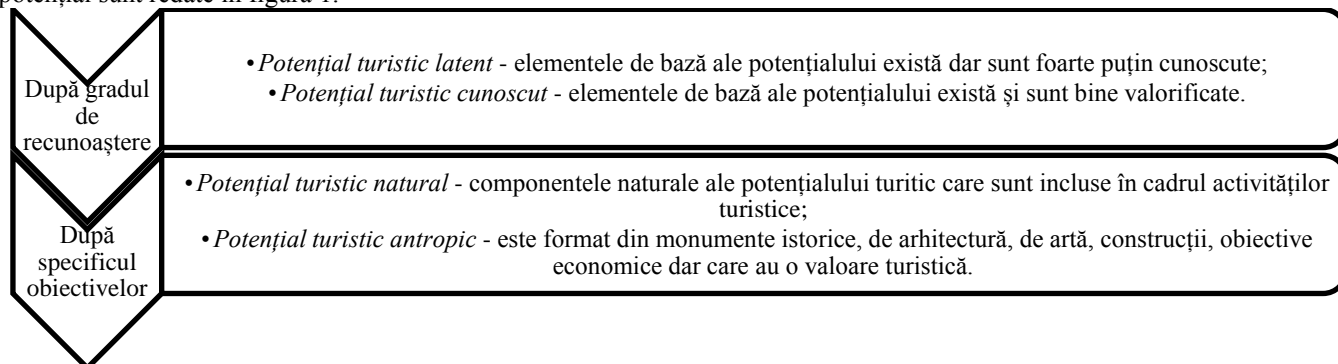 potențial sunt redate în figura 1.
După gradul
de
recunoaștere
• Potențial turistic latent - elementele de bază ale potențialului există dar sunt foarte puțin cunoscute;
• Potențial turistic cunoscut - elementele de bază ale potențialului există și sunt bine valorificate.
După
specificul
obiectivelor
• Potențial turistic natural - componentele naturale ale potențialului turitic care sunt incluse în cadrul activităților
turistice;
• Potențial turistic antropic - este format din monumente istorice, de arhitectură, de artă, construcții, obiective
economice dar care au o valoare turistică.